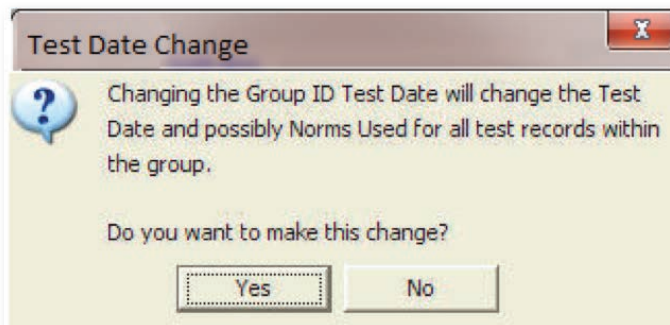 Test Date Change
X
?
Changing the Group ID Test Date will change the Test
Date and possibly Norms Used for all test records within
the group.
Do you want to make this change?
Yes
No